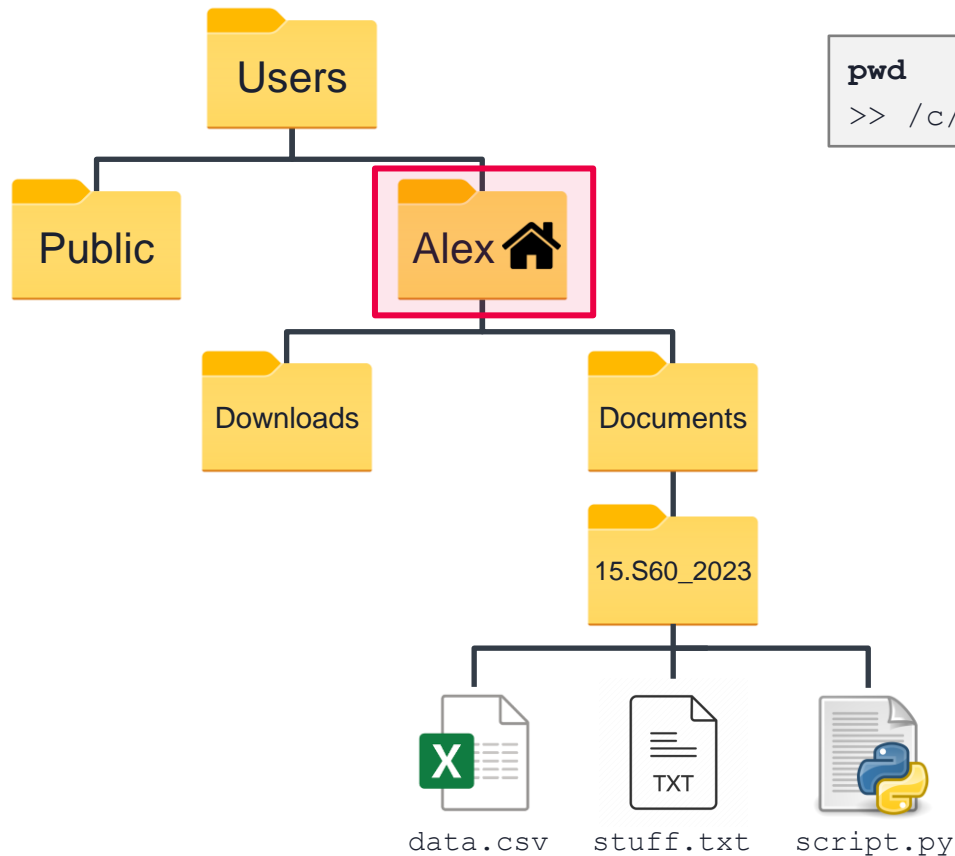 Users
pwd
>> /c/
Public
Alex
Downloads
Documents
15.S60_2023
X
TXT
data.csv
stuff.txt
script.py